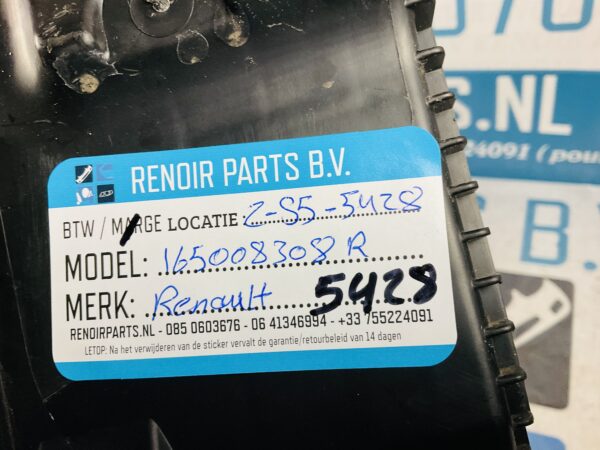 RENOIR PARTS B.V.
BTW / MARGE LOCATIE: 2-S5-5428
MODEL: 165008308R
MERK: Renault 5428
RENOIRPARTS.NL - 085 0603676 - 06 41346994 - +33 755224091
LETOP: Na het verwijderen van de sticker vervalt de garantie/retourbeleid van 14 dagen
S.NL
24091 (pou
B.V